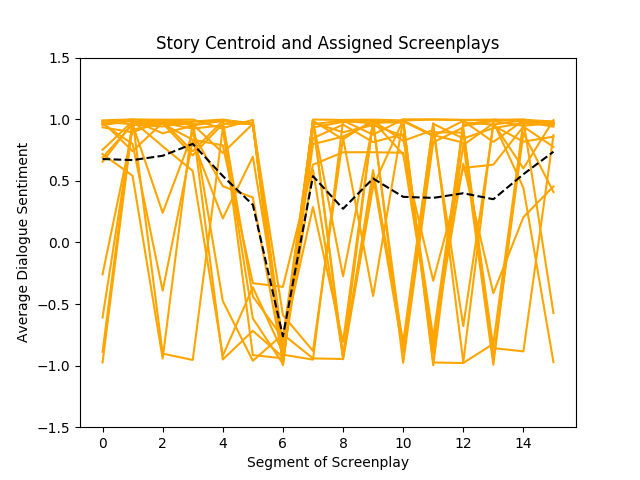 Story Centroid and Assigned Screenplays
1.5
1.0
0.5
0.0
−0.5
−1.0
−1.5
Average Dialogue Sentiment
0 2 4 6 8 10 12 14
Segment of Screenplay